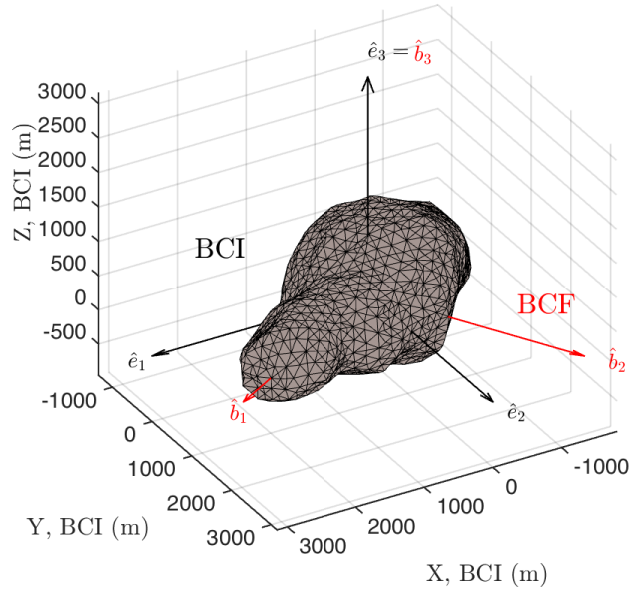 ê₃ = b̂₃
3000
2500
2000
1500
1000
500
0
-500
Z, BCI (m)
BCI
BCF
ê₁
b̂₁
ê₂
b̂₂
-1000
0
1000
2000
3000
Y, BCI (m)
3000
2000
1000
0
-1000
X, BCI (m)